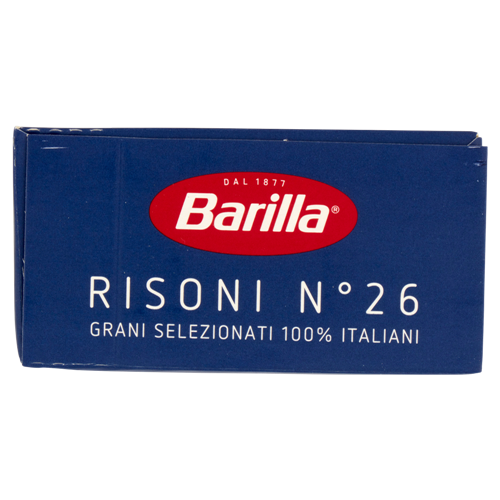 DAL 1877
Barilla®
RISONI N°26
GRANI SELEZIONATI 100% ITALIANI